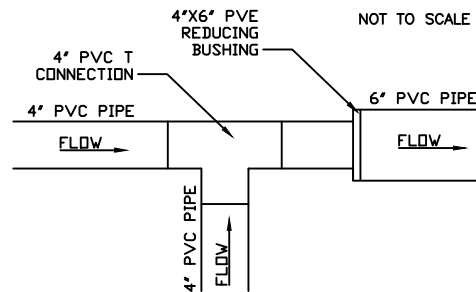 4"X6" PVE
REDUCING
BUSHING
NOT TO SCALE
4" PVC T
CONNECTION
4" PVC PIPE
6" PVC PIPE
FLOW
FLOW
4" PVC PIPE
FLOW